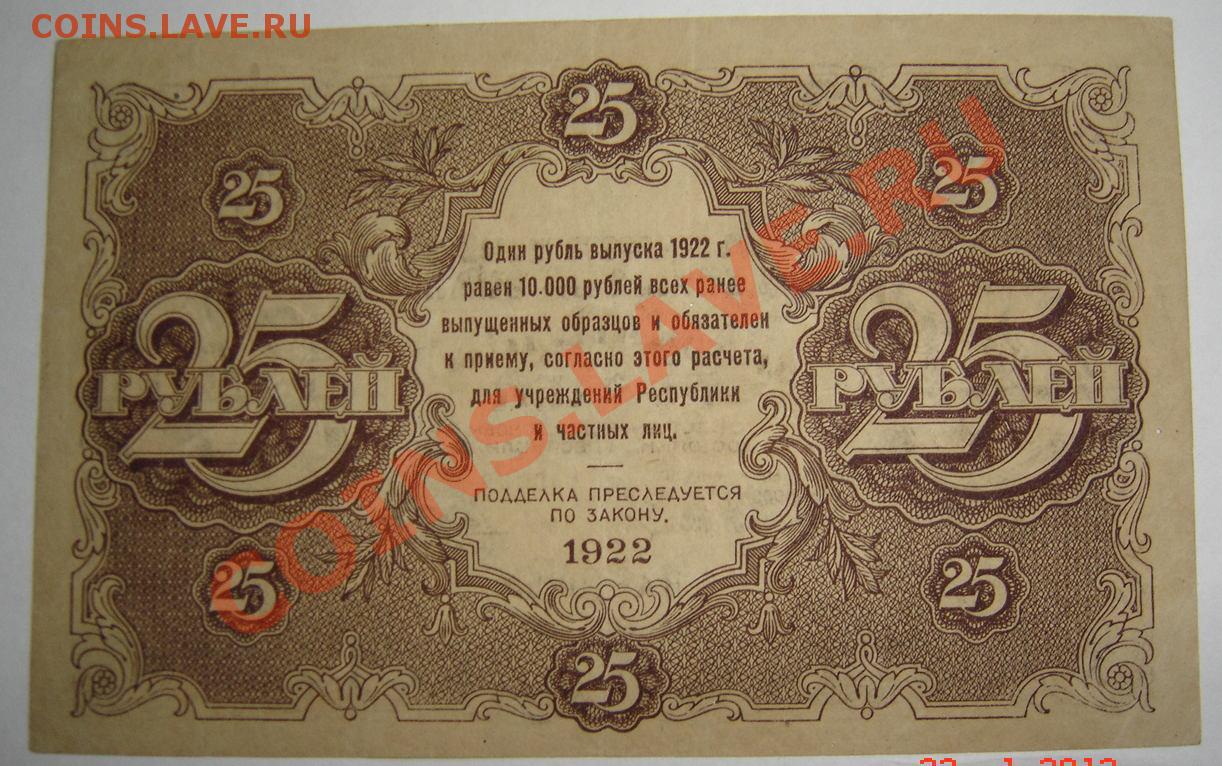 COINS.LAVE.RU
25
25
25
Один рубль выпуска 1922 г.
равен 10.000 рублей всех ранее
выпущенных образцов и обязателен
к приему, согласно этого расчета,
для учреждений Республики
и частных лиц.
25 РУБЛЕЙ
25 РУБЛЕЙ
ПОДДЕЛКА ПРЕСЛЕДУЕТСЯ
ПО ЗАКОНУ.
1922
25
25
25
COINS.LAVE.RU